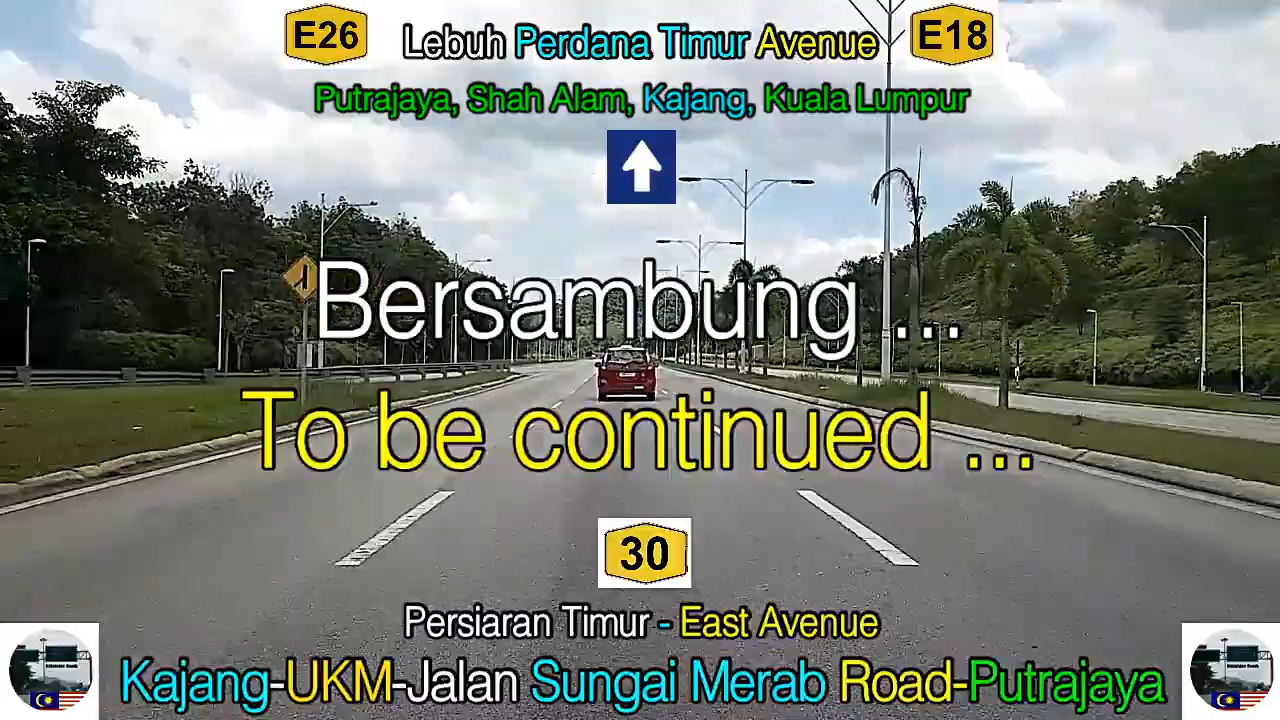 E26 Lebuh Perdana Timur Avenue E18
Putrajaya, Shah Alam, Kajang, Kuala Lumpur
Bersambung ...
To be continued ...
30
Persiaran Timur - East Avenue
Kajang-UKM-Jalan Sungai Merab Road-Putrajaya